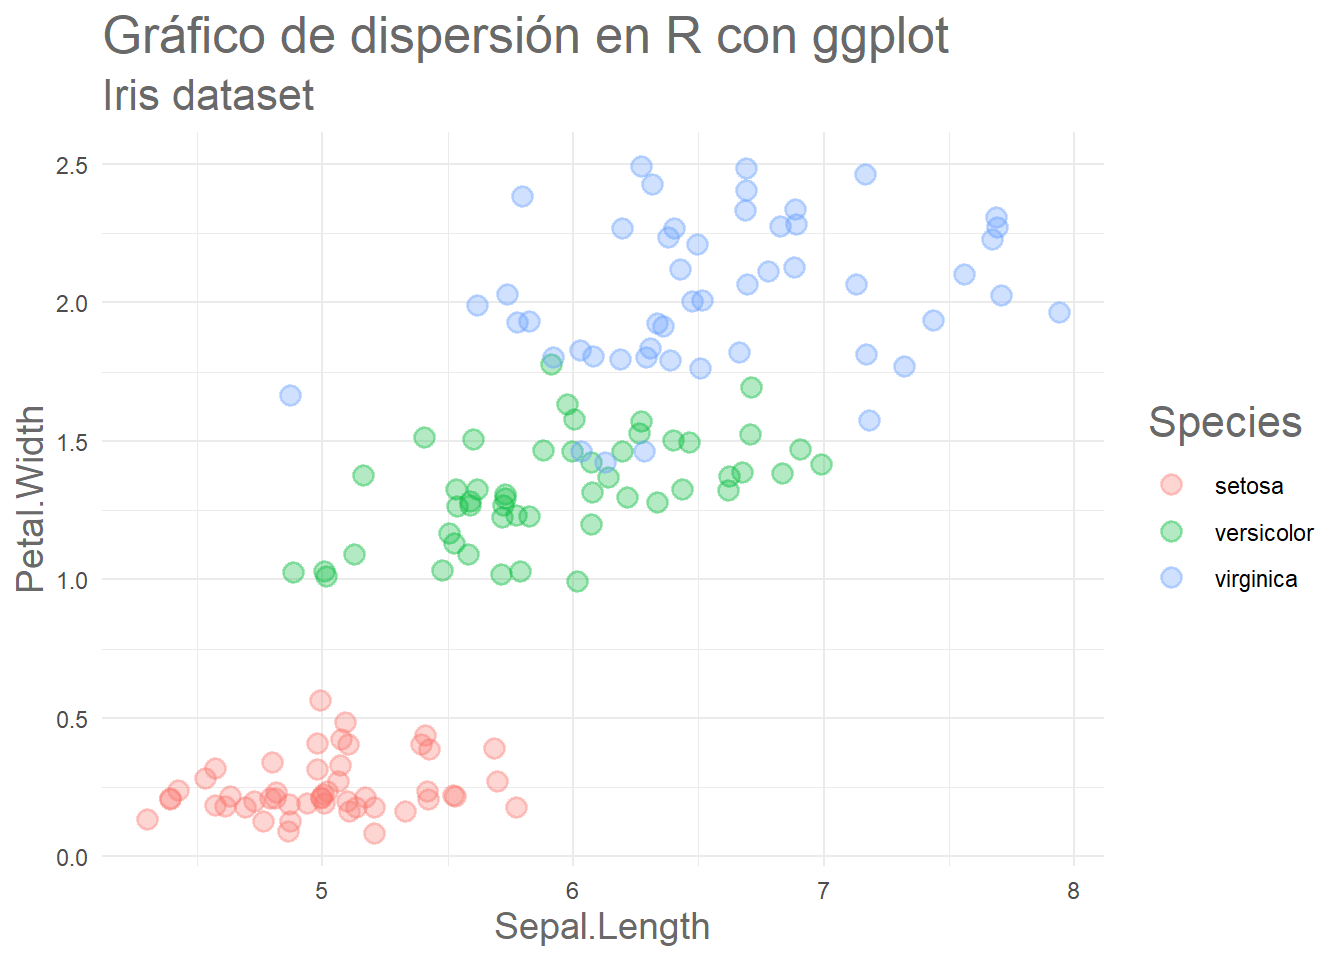 Gráfico de dispersión en R con ggplot
Iris dataset
2.5
2.0
1.5
1.0
0.5
0.0
Petal.Width
5 6 7 8
Sepal.Length
Species
setosa
versicolor
virginica